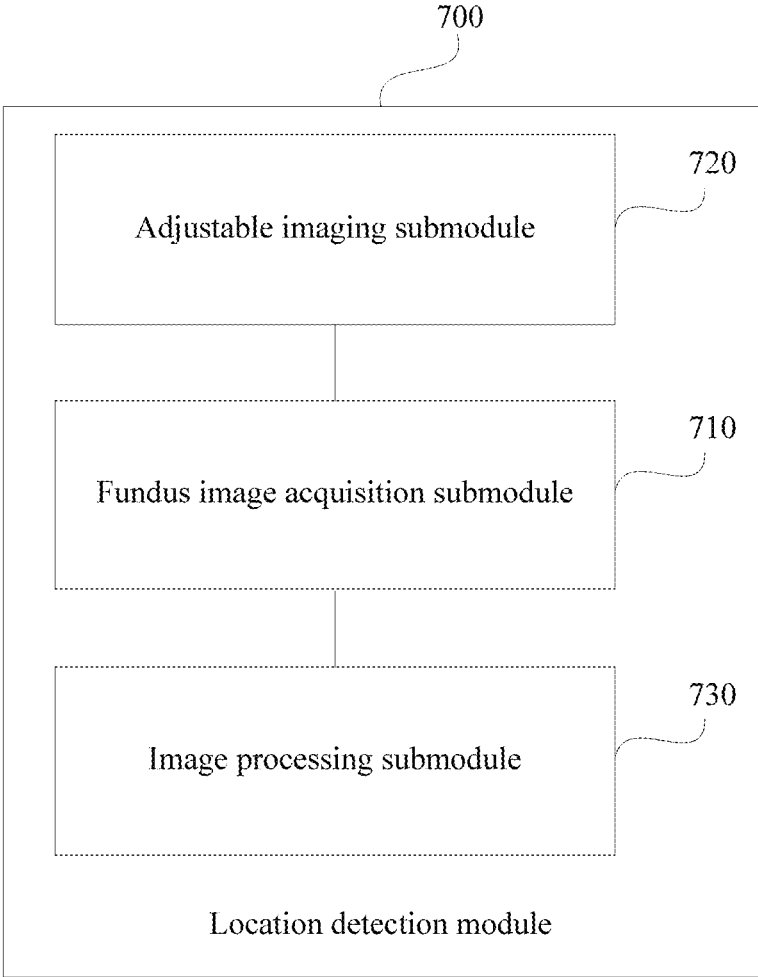 700
720
Adjustable imaging submodule
710
Fundus image acquisition submodule
730
Image processing submodule
Location detection module